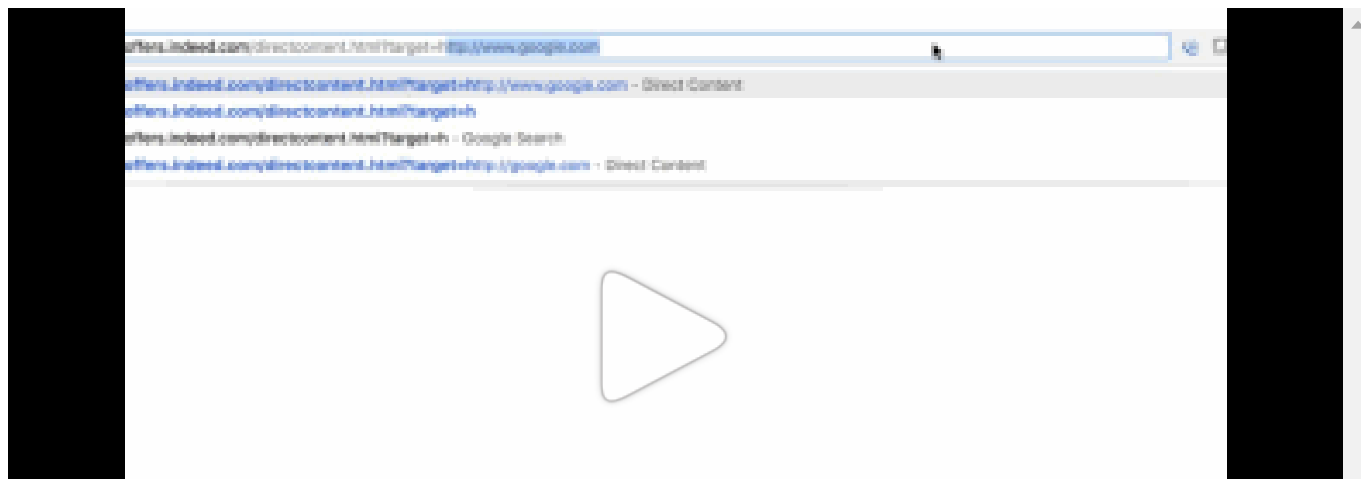 offers.indeed.com/directcontent.html?target=http://www.google.com
offers.indeed.com/directcontent.html?target=http://www.google.com - Direct Content
offers.indeed.com/directcontent.html?target=h
offers.indeed.com/directcontent.html?target=h - Google Search
offers.indeed.com/directcontent.html?target=http://google.com - Direct Content